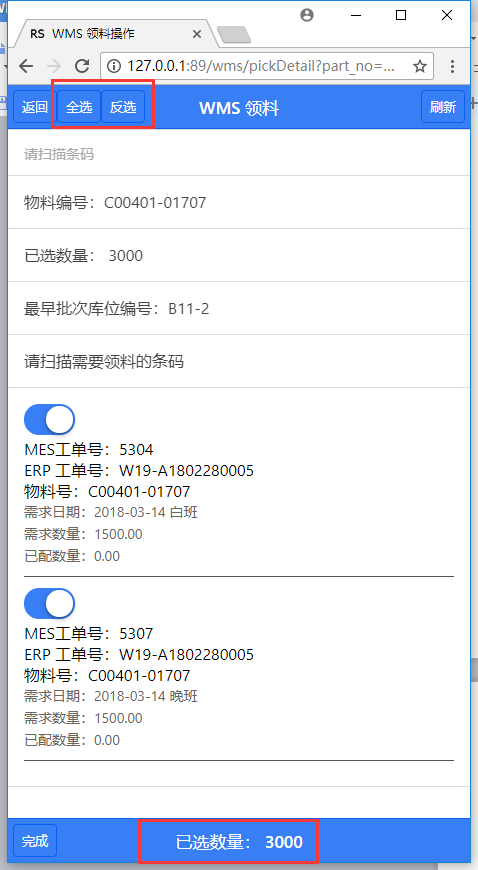 RS WMS 领料操作
127.0.0.1:89/wms/pickDetail?part_no=...
返回 全选 反选 WMS 领料 刷新
请扫描条码
物料编号：C00401-01707
已选数量： 3000
最早批次库位编号：B11-2
请扫描需要领料的条码
MES工单号：5304
ERP 工单号：W19-A1802280005
物料号：C00401-01707
需求日期：2018-03-14 白班
需求数量：1500.00
已配数量：0.00
MES工单号：5307
ERP 工单号：W19-A1802280005
物料号：C00401-01707
需求日期：2018-03-14 晚班
需求数量：1500.00
已配数量：0.00
完成 已选数量： 3000